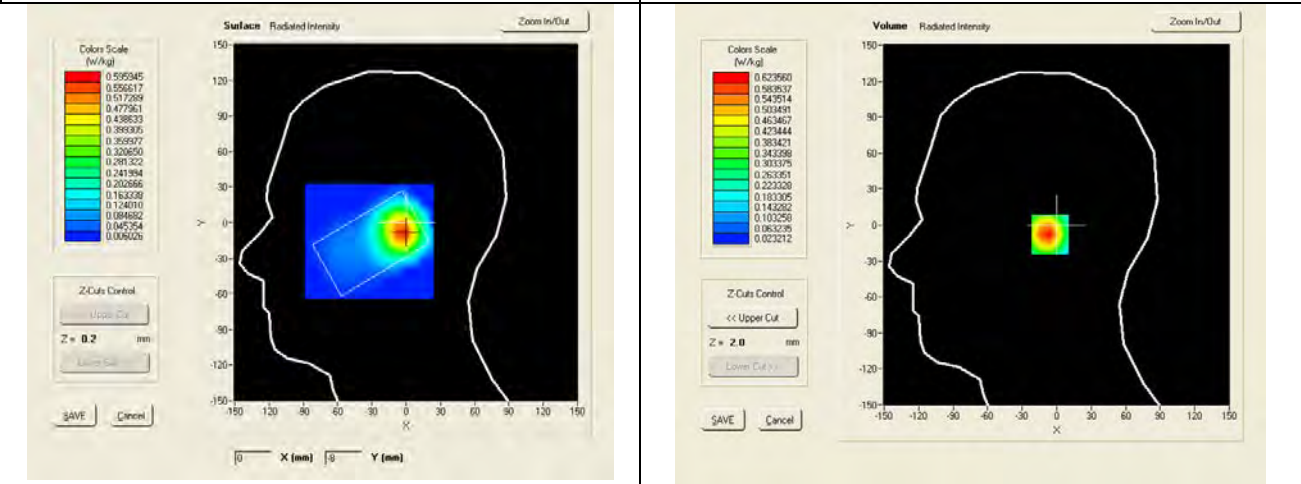 Surface Radiated Intensity
Zoom In/Out
Colors Scale
(W/kg)
0.595945
0.556617
0.517289
0.477961
0.438633
0.399305
0.359977
0.320650
0.281322
0.241994
0.202666
0.163338
0.124010
0.084682
0.045354
0.006026
Z-Cuts Control
Z = 0.2 mm
SAVE Cancel
150
120
90
60
30
0
-30
-60
-90
-120
-150
Y
-150 -120 -90 -60 -30 0 30 60 90 120 150
X
0 X (mm) -8 Y (mm)
Volume Radiated Intensity
Zoom In/Out
Colors Scale
(W/kg)
0.623560
0.583537
0.543514
0.503491
0.463467
0.423444
0.383421
0.343398
0.303375
0.263351
0.223328
0.183305
0.143282
0.103258
0.063235
0.023212
Z-Cuts Control
<< Upper Cut
Z = 2.0 mm
Lower Cut >>
SAVE Cancel
150
120
90
60
30
0
-30
-60
-90
-120
-150
Y
-150 -120 -90 -60 -30 0 30 60 90 120 150
X